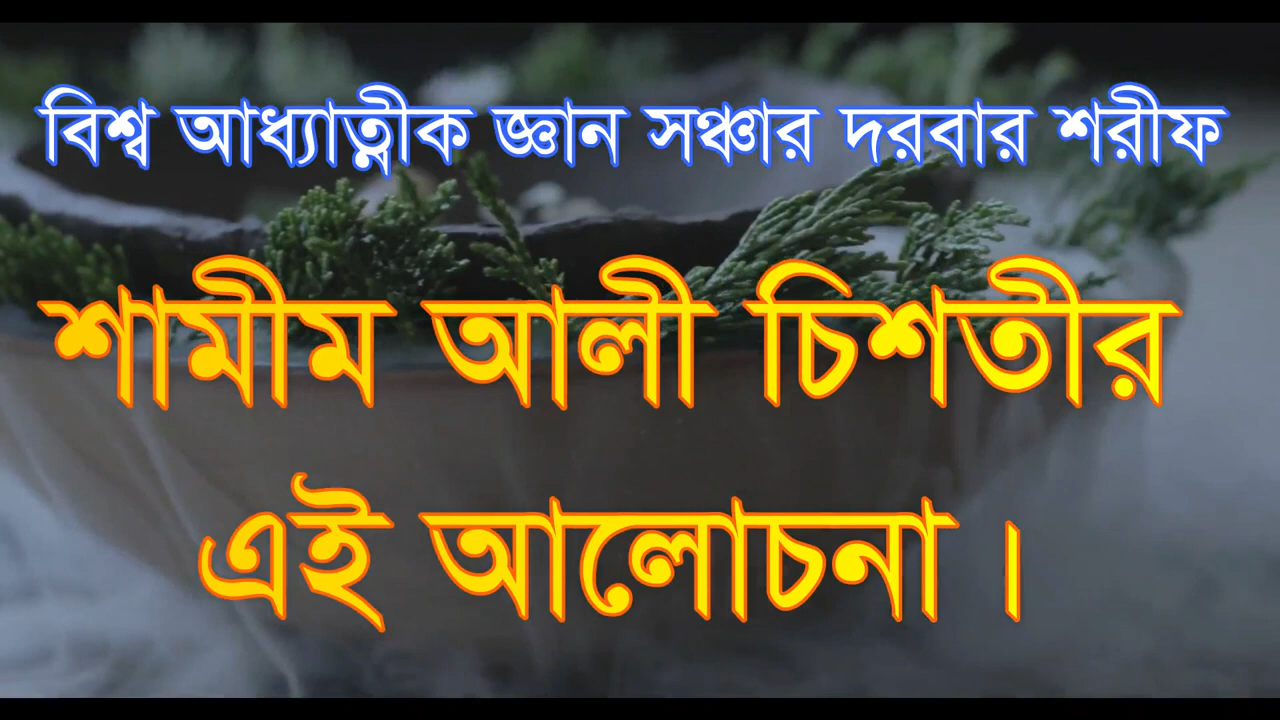 বিশ্ব আধ্যাত্নীক জ্ঞান সঞ্চার দরবার শরীফ
শামীম আলী চিশতীর
এই আলোচনা ।